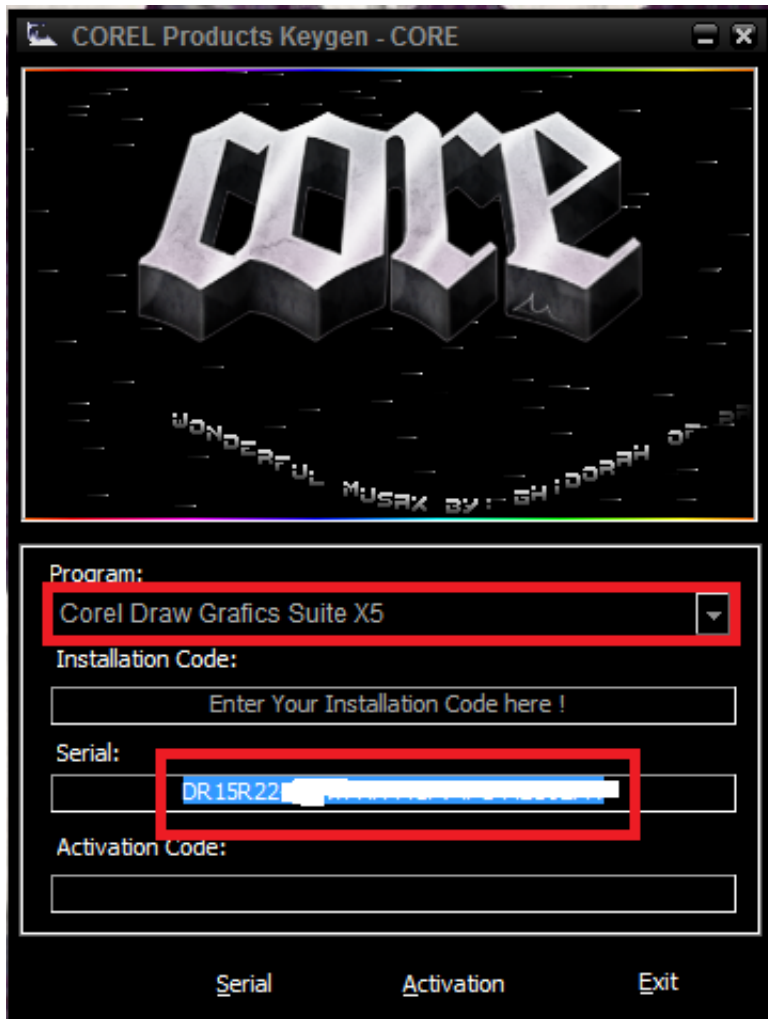 COREL Products Keygen - CORE
core
WONDERFUL MUSAX BY: GHiDORAH OF
Program:
Corel Draw Grafics Suite X5
Installation Code:
Enter Your Installation Code here !
Serial:
DR15R22
Activation Code:
Serial Activation Exit